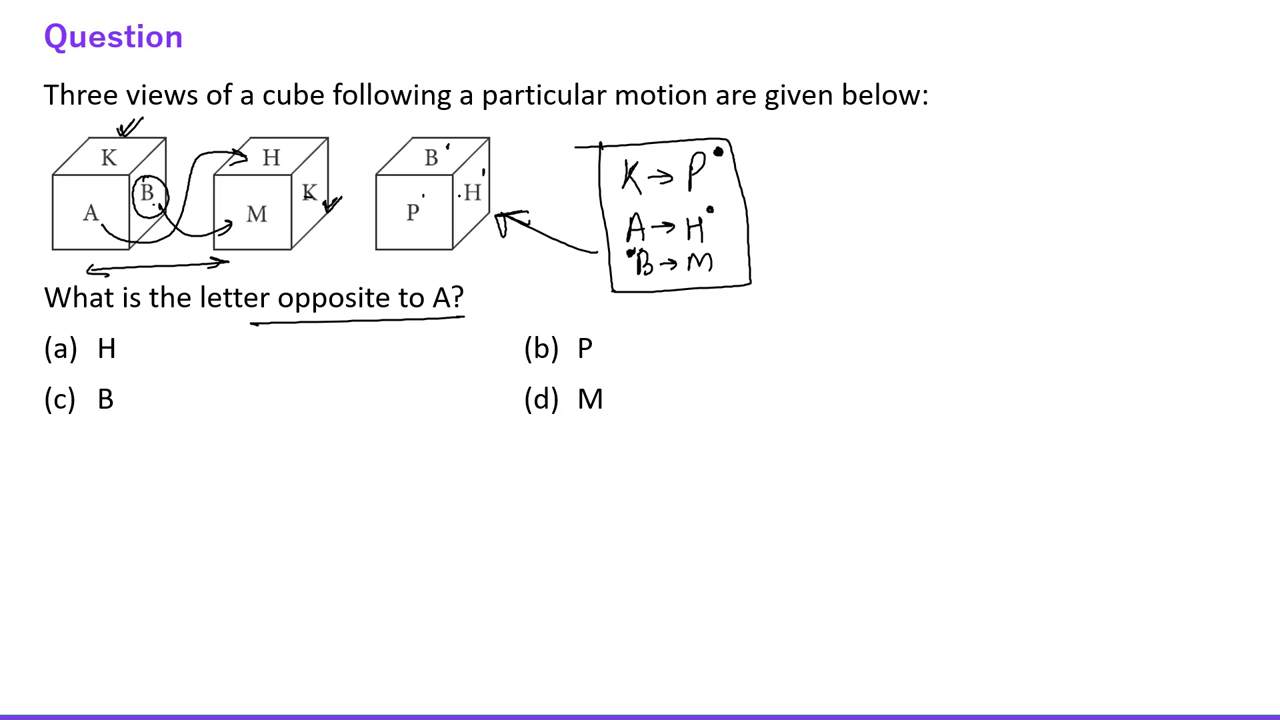 Question
Three views of a cube following a particular motion are given below:
K A B
H M K
B P H
K → P
A → H
B → M
What is the letter opposite to A?
(a) H
(b) P
(c) B
(d) M